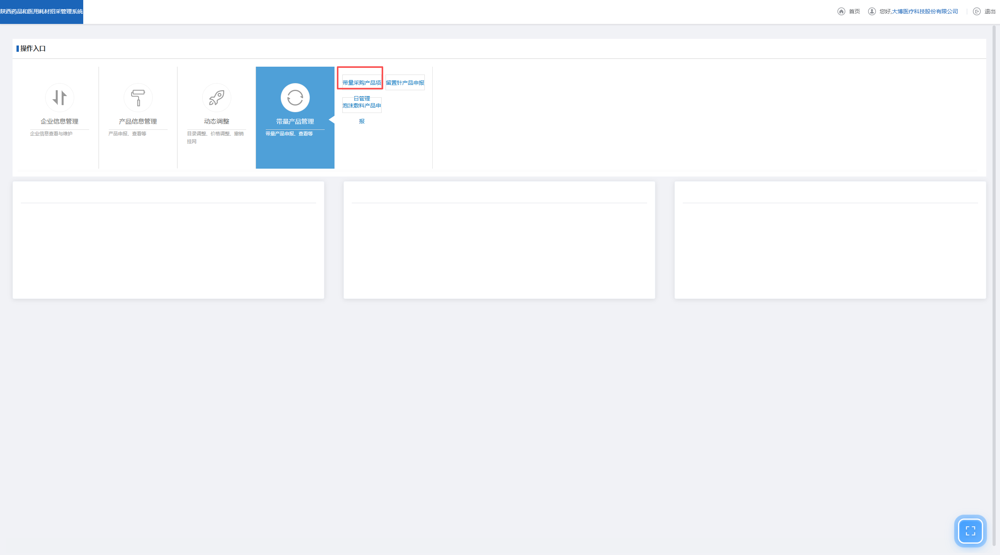 陕西药品和医用耗材招采管理系统
首页
您好,大博医疗科技股份有限公司
退出
操作入口
企业信息管理
企业信息查看与维护
产品信息管理
产品申报、查看等
动态调整
目录调整、价格调整、撤销
挂网
带量产品管理
带量产品申报、查看等
带量采购产品项
目管理
留置针产品申报
泡沫敷料产品申
报